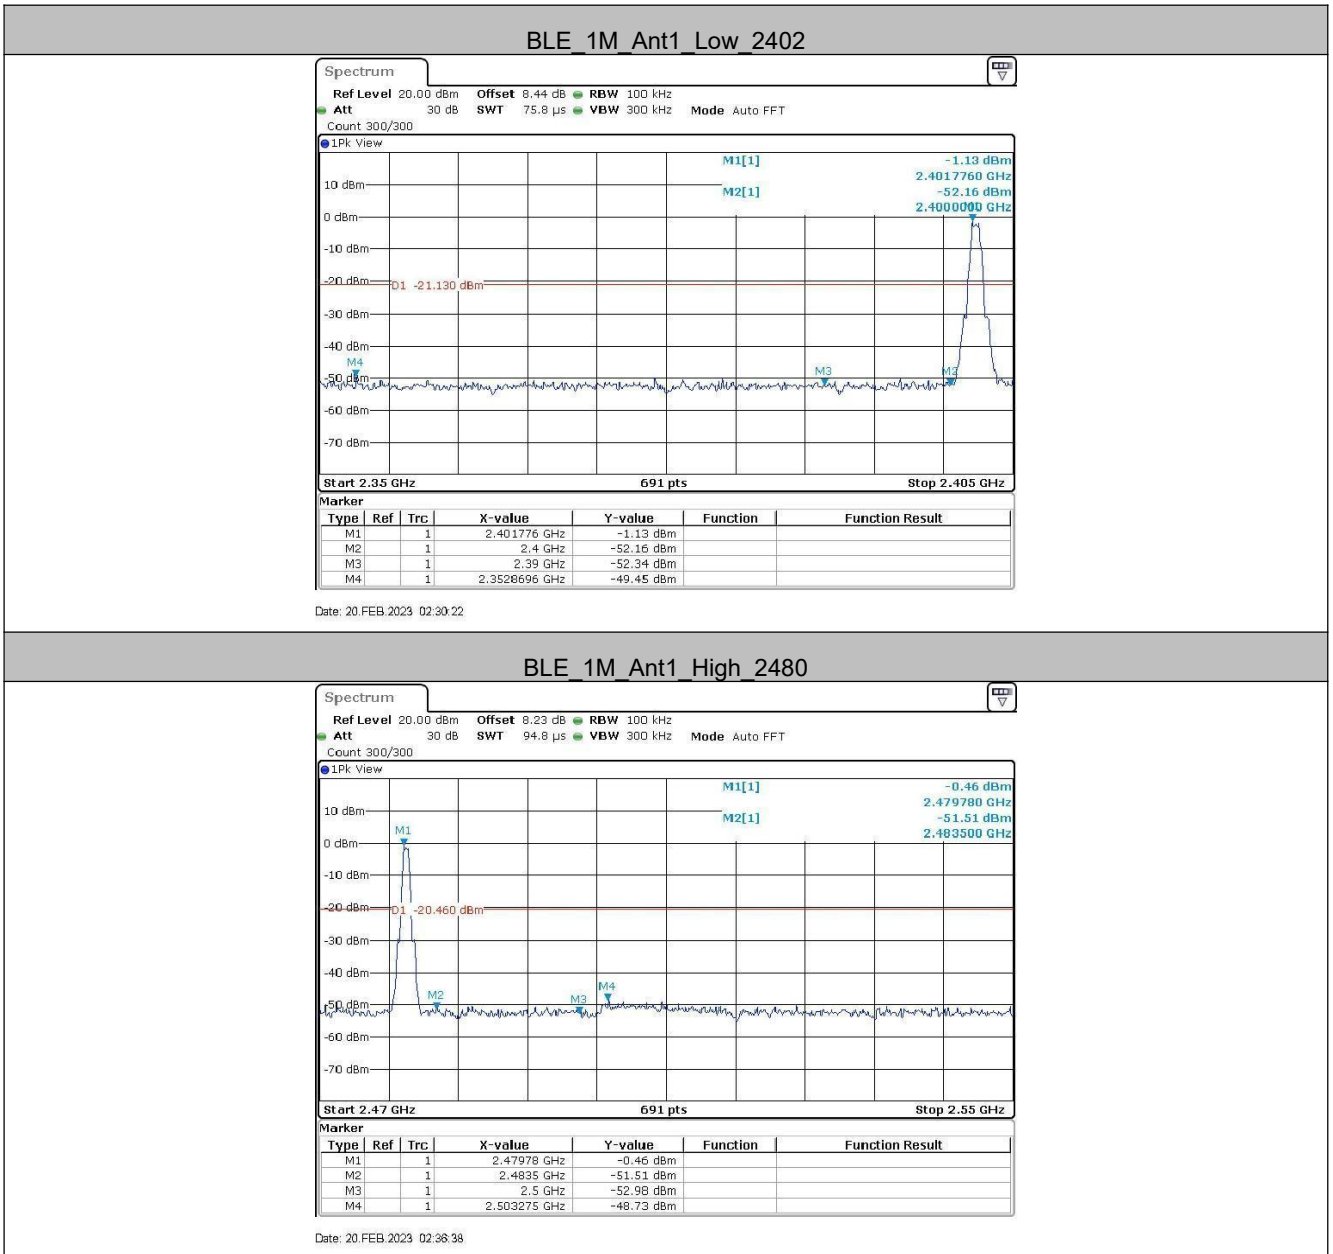 BLE_1M_Ant1_Low_2402
Spectrum
Ref Level 20.00 dBm Offset 8.44 dB RBW 100 kHz
Att 30 dB SWT 75.8 µs VBW 300 kHz Mode Auto FFT
Count 300/300
1Pk View
M1[1] -1.13 dBm
2.4017760 GHz
M2[1] -52.16 dBm
2.4000000 GHz
M1
10 dBm
0 dBm
-10 dBm
-20 dBm
D1 -21.130 dBm
-30 dBm
-40 dBm
M4 M3 M2
-50 dBm
-60 dBm
-70 dBm
Start 2.35 GHz 691 pts Stop 2.405 GHz
Marker
Type Ref Trc X-value Y-value Function Function Result
M1 1 2.401776 GHz -1.13 dBm
M2 1 2.4 GHz -52.16 dBm
M3 1 2.39 GHz -52.34 dBm
M4 1 2.3528696 GHz -49.45 dBm
Date: 20.FEB.2023 02:30:22
BLE_1M_Ant1_High_2480
Spectrum
Ref Level 20.00 dBm Offset 8.23 dB RBW 100 kHz
Att 30 dB SWT 94.8 µs VBW 300 kHz Mode Auto FFT
Count 300/300
1Pk View
M1[1] -0.46 dBm
2.479780 GHz
M2[1] -51.51 dBm
2.483500 GHz
10 dBm
M1
0 dBm
-10 dBm
-20 dBm
D1 -20.460 dBm
-30 dBm
-40 dBm
M2 M3 M4
-50 dBm
-60 dBm
-70 dBm
Start 2.47 GHz 691 pts Stop 2.55 GHz
Marker
Type Ref Trc X-value Y-value Function Function Result
M1 1 2.47978 GHz -0.46 dBm
M2 1 2.4835 GHz -51.51 dBm
M3 1 2.5 GHz -52.98 dBm
M4 1 2.503275 GHz -48.73 dBm
Date: 20.FEB.2023 02:36:38